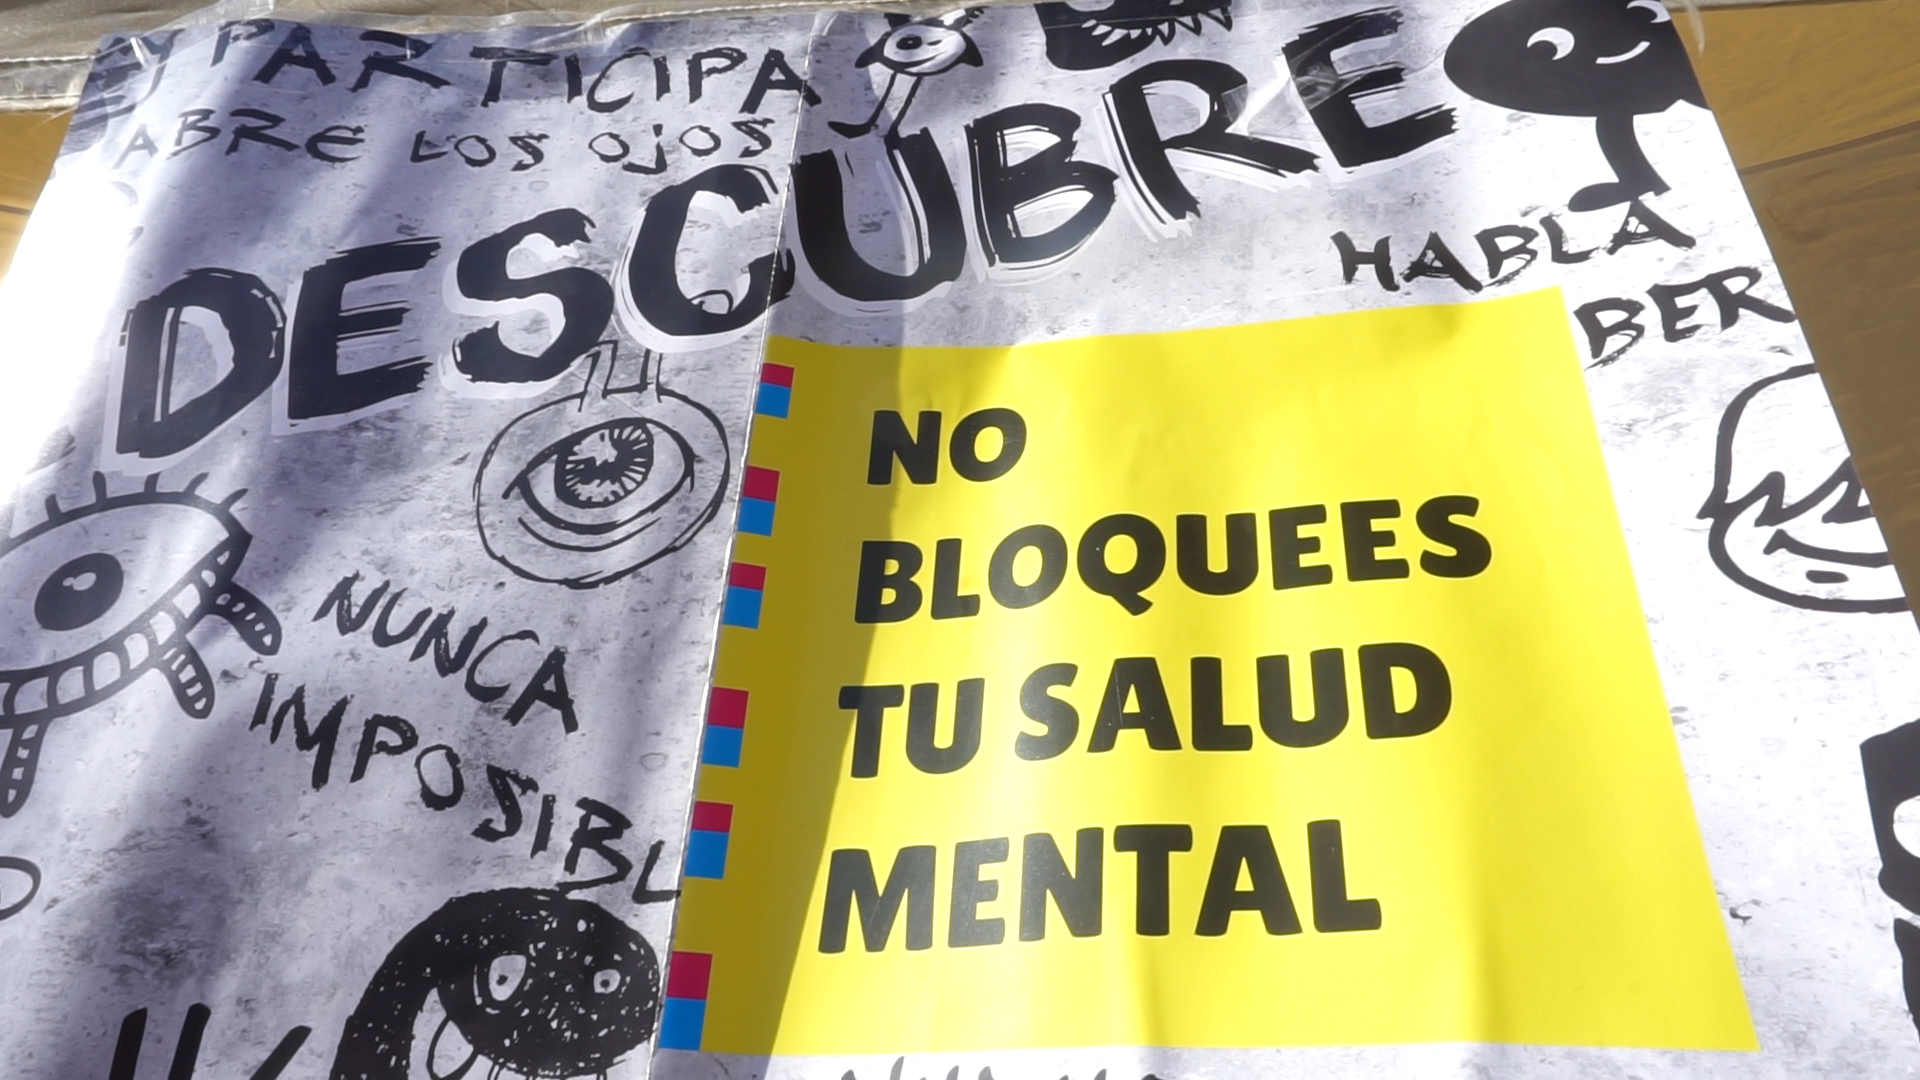 PARTICIPA
ABRE LOS OJOS
DESCUBRE
HABLA
BER
NUNCA
IMPOSIBL
NO
BLOQUEES
TU SALUD
MENTAL